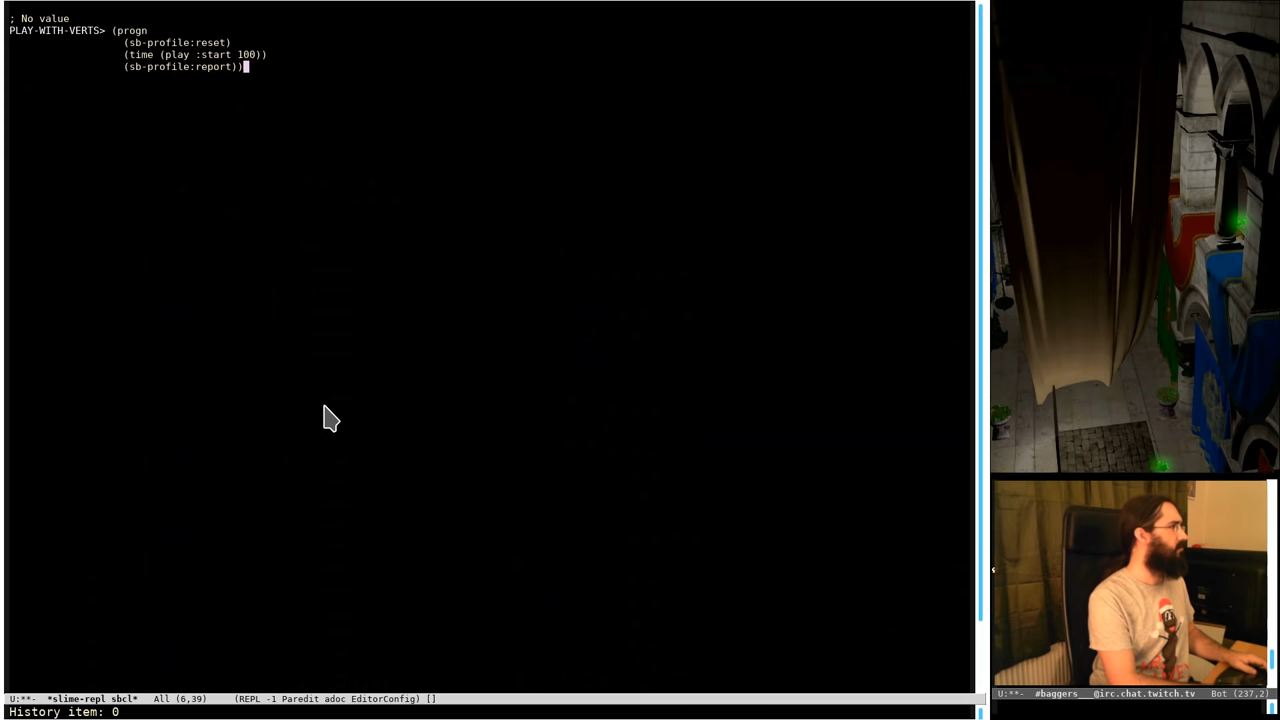 ; No value
PLAY-WITH-VERTS> (progn
(sb-profile:reset)
(time (play :start 100))
(sb-profile:report))
U:**-  *slime-repl sbcl*   All (6,39)     (REPL -1 Paredit adoc EditorConfig) []
History item: 0
U:**-  #baggers___@irc.chat.twitch.tv   Bot (237,2)